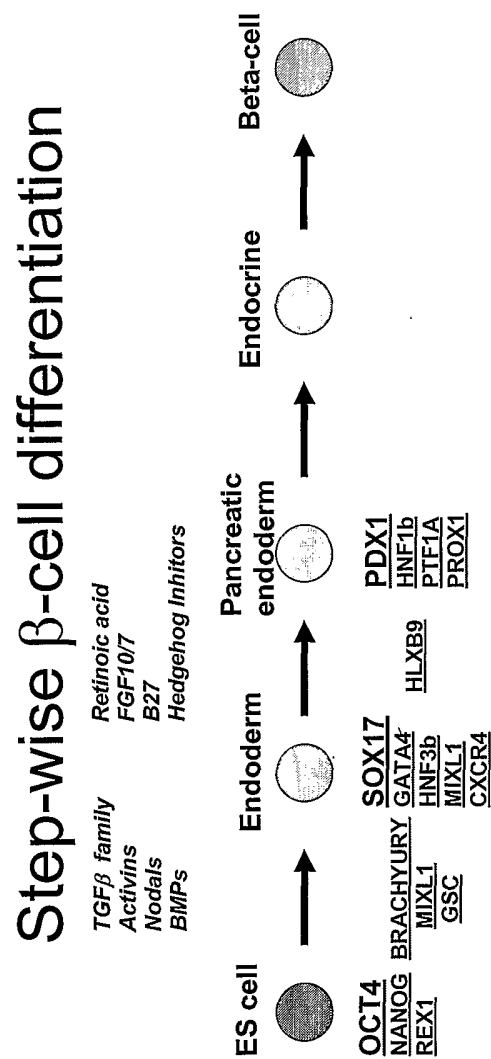 Step-wise β-cell differentiation
TGFβ family
Activins
Nodals
BMPs
Retinoic acid
FGF10/7
B27
Hedgehog Inhitors
ES cell
Endoderm
Pancreatic
endoderm
Endocrine
Beta-cell
OCT4
NANOG
REX1
BRACHYURY
MIXL1
GSC
SOX17
GATA4
HNF3b
MIXL1
CXCR4
HLXB9
PDX1
HNF1b
PTF1A
PROX1